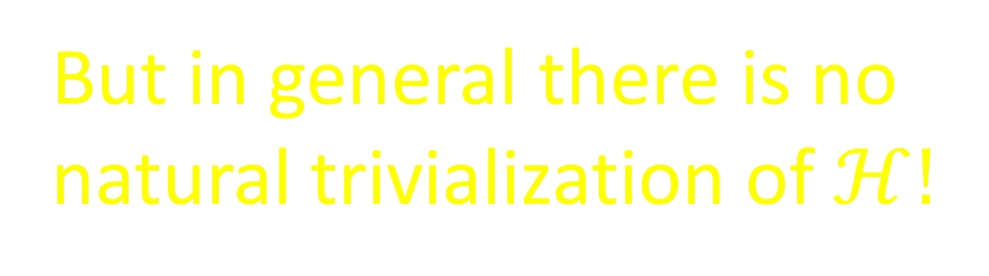 But in general there is no
natural trivialization of ℋ!